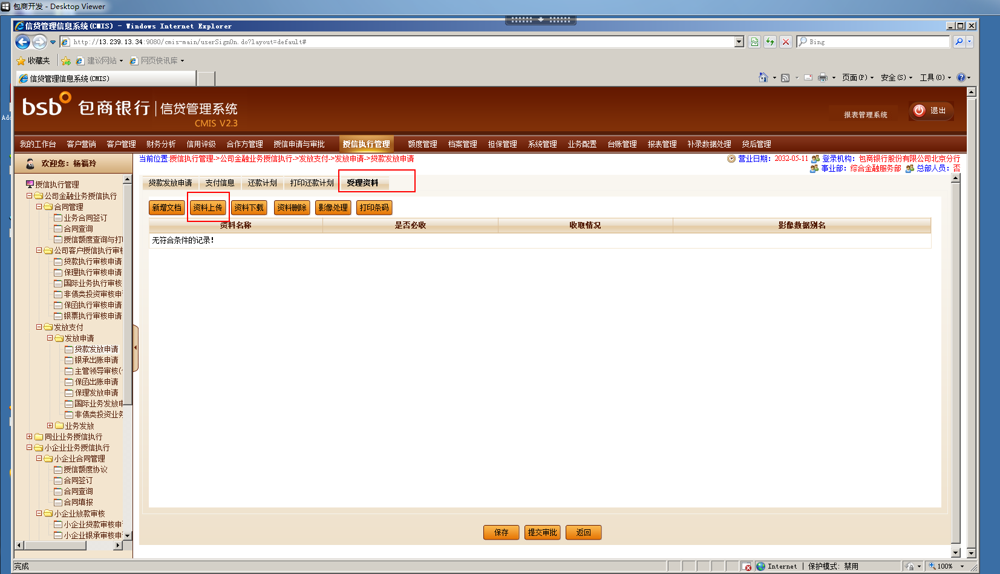 包商开发 - Desktop Viewer
信贷管理信息系统(CMIS) - Windows Internet Explorer
http://13.239.13.34:9080/cmis-main/userSignOn.do?layout=default#
Bing
收藏夹
建议网站
网页快讯库
信贷管理信息系统(CMIS)
页面(P) 安全(S) 工具(O)
bsb 包商银行 | 信贷管理系统
CMIS V2.3
报表管理系统
退出
我的工作台 客户营销 客户管理 财务分析 信用评级 合作方管理 授信申请与审批 授信执行管理 额度管理 档案管理 担保管理 系统管理 业务配置 台账管理 报表管理 补录数据处理 贷后管理
欢迎您：杨福玲
当前位置:授信执行管理->公司金融业务授信执行->发放支付->发放申请->贷款发放申请
营业日期：2032-05-11 登录机构：包商银行股份有限公司北京分行
事业部：综合金融服务部 总部人员：否
授信执行管理
公司金融业务授信执行
合同管理
业务合同签订
合同查询
授信额度查询与打
公司客户授信执行审
贷款执行审核申请
保理执行审核申请
国际业务执行审核
非债类投资审核申
保函执行审核申请
银票执行审核申请
发放支付
发放申请
贷款发放申请
银承出账申请
主管领导审核(
保函出账申请
保理发放申请
国际业务发放申
非债类投资业务
业务发放
同业业务授信执行
小企业业务授信执行
小企业合同管理
授信额度协议
合同签订
合同查询
合同填报
小企业放款审核
小企业贷款审核申
小企业银承审核申
贷款发放申请 支付信息 还款计划 打印还款计划 受理资料
新增文档 资料上传 资料下载 资料删除 影像处理 打印条码
资料名称 是否必收 收取情况 影像数据别名
无符合条件的记录！
保存 提交审批 返回
完成
Internet | 保护模式: 禁用
100%